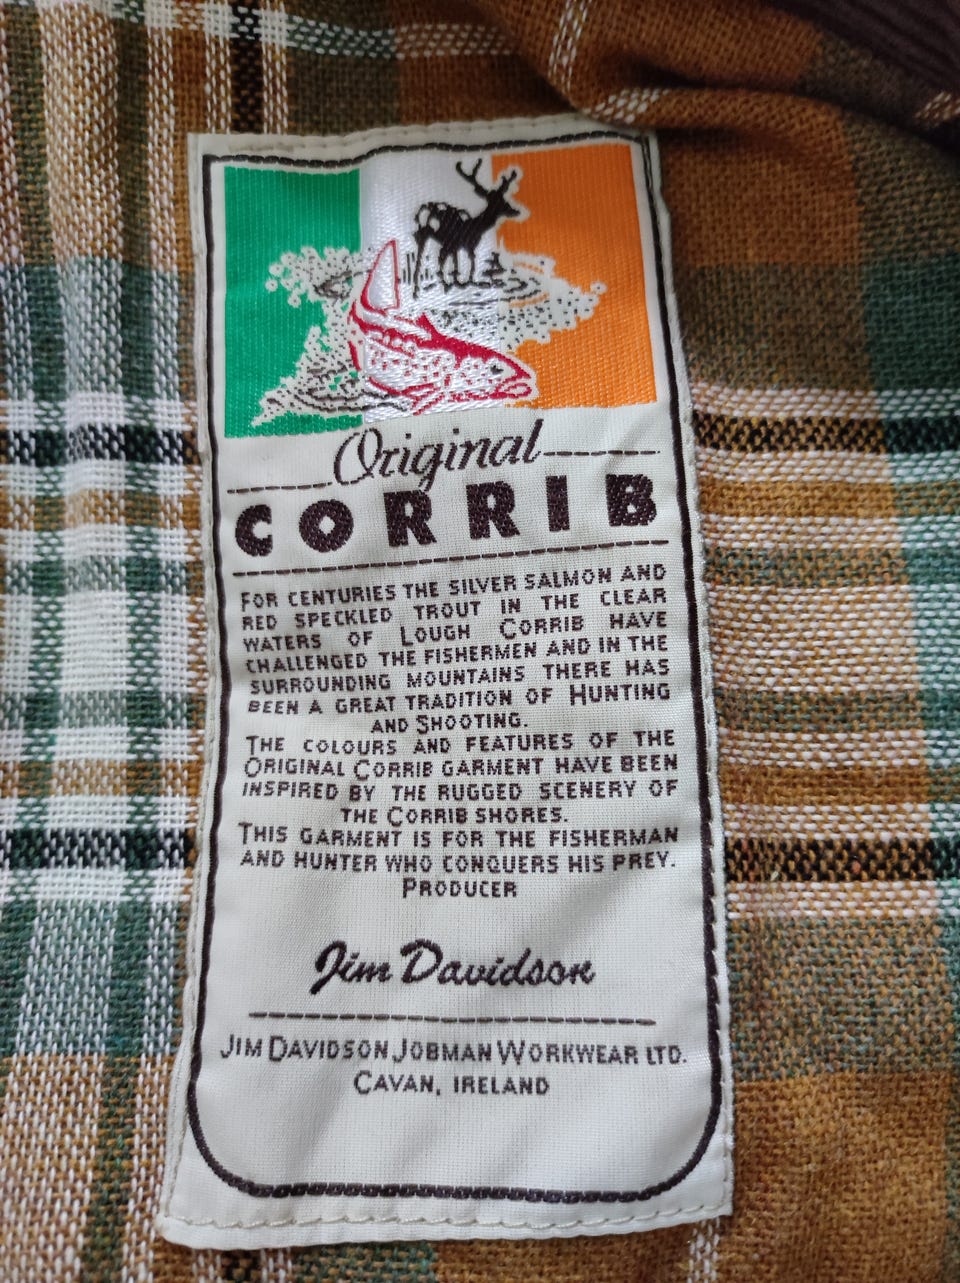 Original
CORRIB
FOR CENTURIES THE SILVER SALMON AND
RED SPECKLED TROUT IN THE CLEAR
WATERS OF LOUGH CORRIB HAVE
CHALLENGED THE FISHERMEN AND IN THE
SURROUNDING MOUNTAINS THERE HAS
BEEN A GREAT TRADITION OF HUNTING
AND SHOOTING.
THE COLOURS AND FEATURES OF THE
ORIGINAL CORRIB GARMENT HAVE BEEN
INSPIRED BY THE RUGGED SCENERY OF
THE CORRIB SHORES.
THIS GARMENT IS FOR THE FISHERMAN
AND HUNTER WHO CONQUERS HIS PREY.
PRODUCER
Jim Davidson
JIM DAVIDSON JOBMAN WORKWEAR LTD.
CAVAN, IRELAND